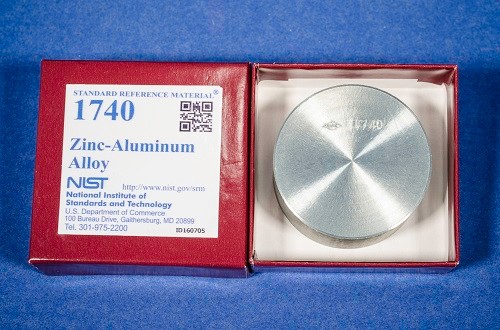 STANDARD REFERENCE MATERIAL®
1740
Zinc-Aluminum
Alloy
NIST http://www.nist.gov/srm
National Institute of
Standards and Technology
U.S. Department of Commerce
100 Bureau Drive, Gaithersburg, MD 20899
Tel. 301-975-2200
ID160705
1740